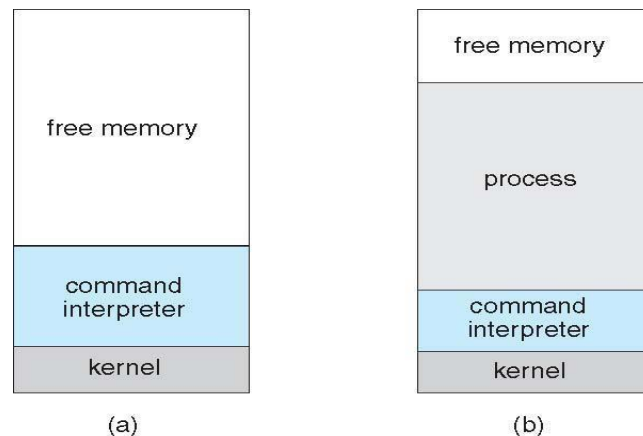 free memory
command
interpreter
kernel
(a)
free memory
process
command
interpreter
kernel
(b)